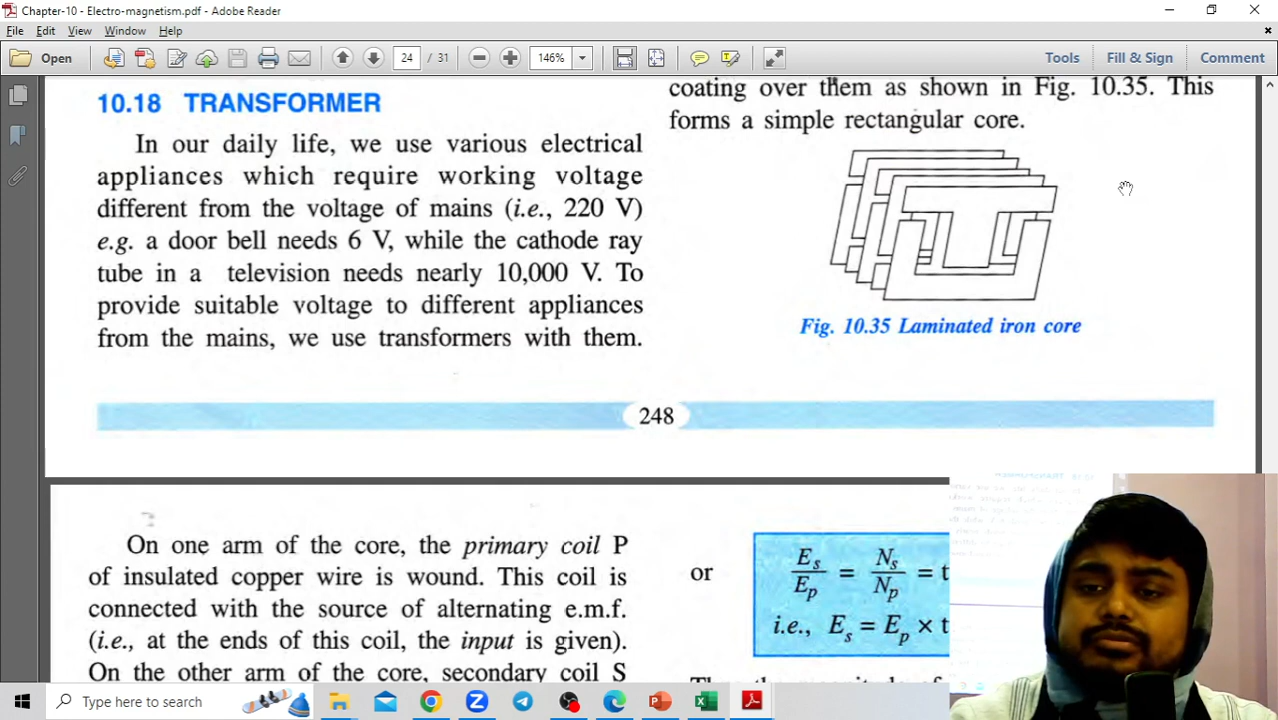 Chapter-10 - Electro-magnetism.pdf - Adobe Reader
File Edit View Window Help
Open 24 / 31 146% Tools Fill & Sign Comment
10.18 TRANSFORMER
In our daily life, we use various electrical
appliances which require working voltage
different from the voltage of mains (i.e., 220 V)
e.g. a door bell needs 6 V, while the cathode ray
tube in a television needs nearly 10,000 V. To
provide suitable voltage to different appliances
from the mains, we use transformers with them.
coating over them as shown in Fig. 10.35. This
forms a simple rectangular core.
Fig. 10.35 Laminated iron core
248
On one arm of the core, the primary coil P
of insulated copper wire is wound. This coil is
connected with the source of alternating e.m.f.
(i.e., at the ends of this coil, the input is given).
On the other arm of the core, secondary coil S
or Es/Ep = Ns/Np = t
i.e., Es = Ep × t
Type here to search